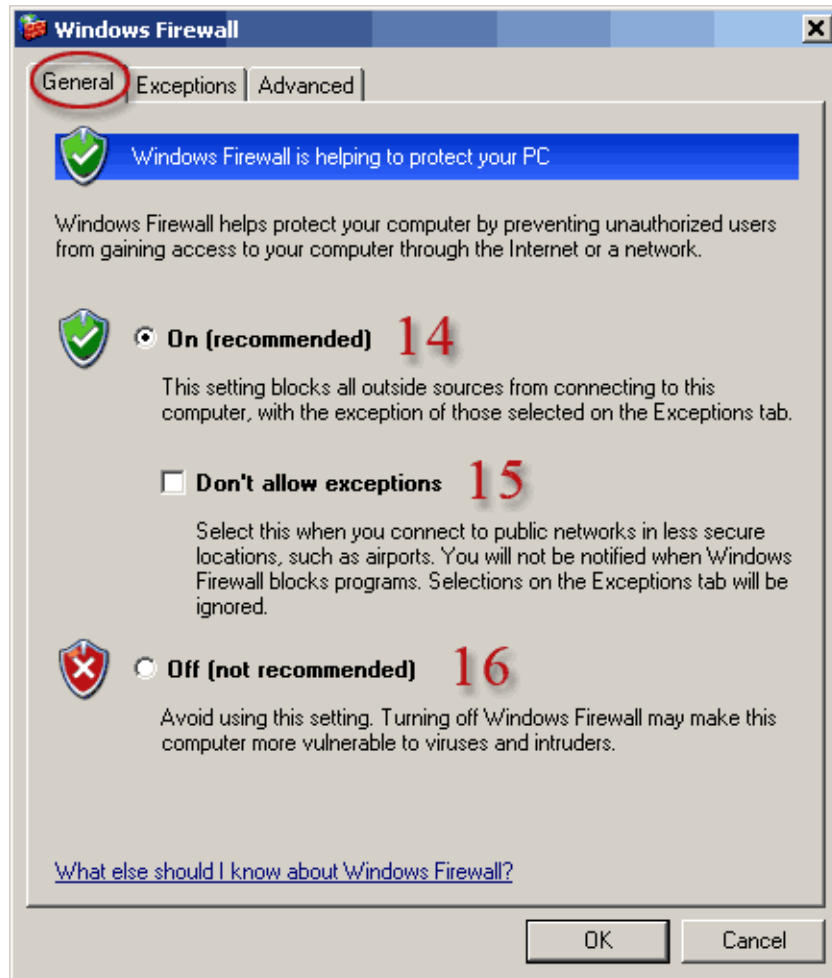 Windows Firewall
General Exceptions Advanced
Windows Firewall is helping to protect your PC
Windows Firewall helps protect your computer by preventing unauthorized users
from gaining access to your computer through the Internet or a network.
On (recommended) 14
This setting blocks all outside sources from connecting to this
computer, with the exception of those selected on the Exceptions tab.
Don't allow exceptions 15
Select this when you connect to public networks in less secure
locations, such as airports. You will not be notified when Windows
Firewall blocks programs. Selections on the Exceptions tab will be
ignored.
Off (not recommended) 16
Avoid using this setting. Turning off Windows Firewall may make this
computer more vulnerable to viruses and intruders.
What else should I know about Windows Firewall?
OK Cancel